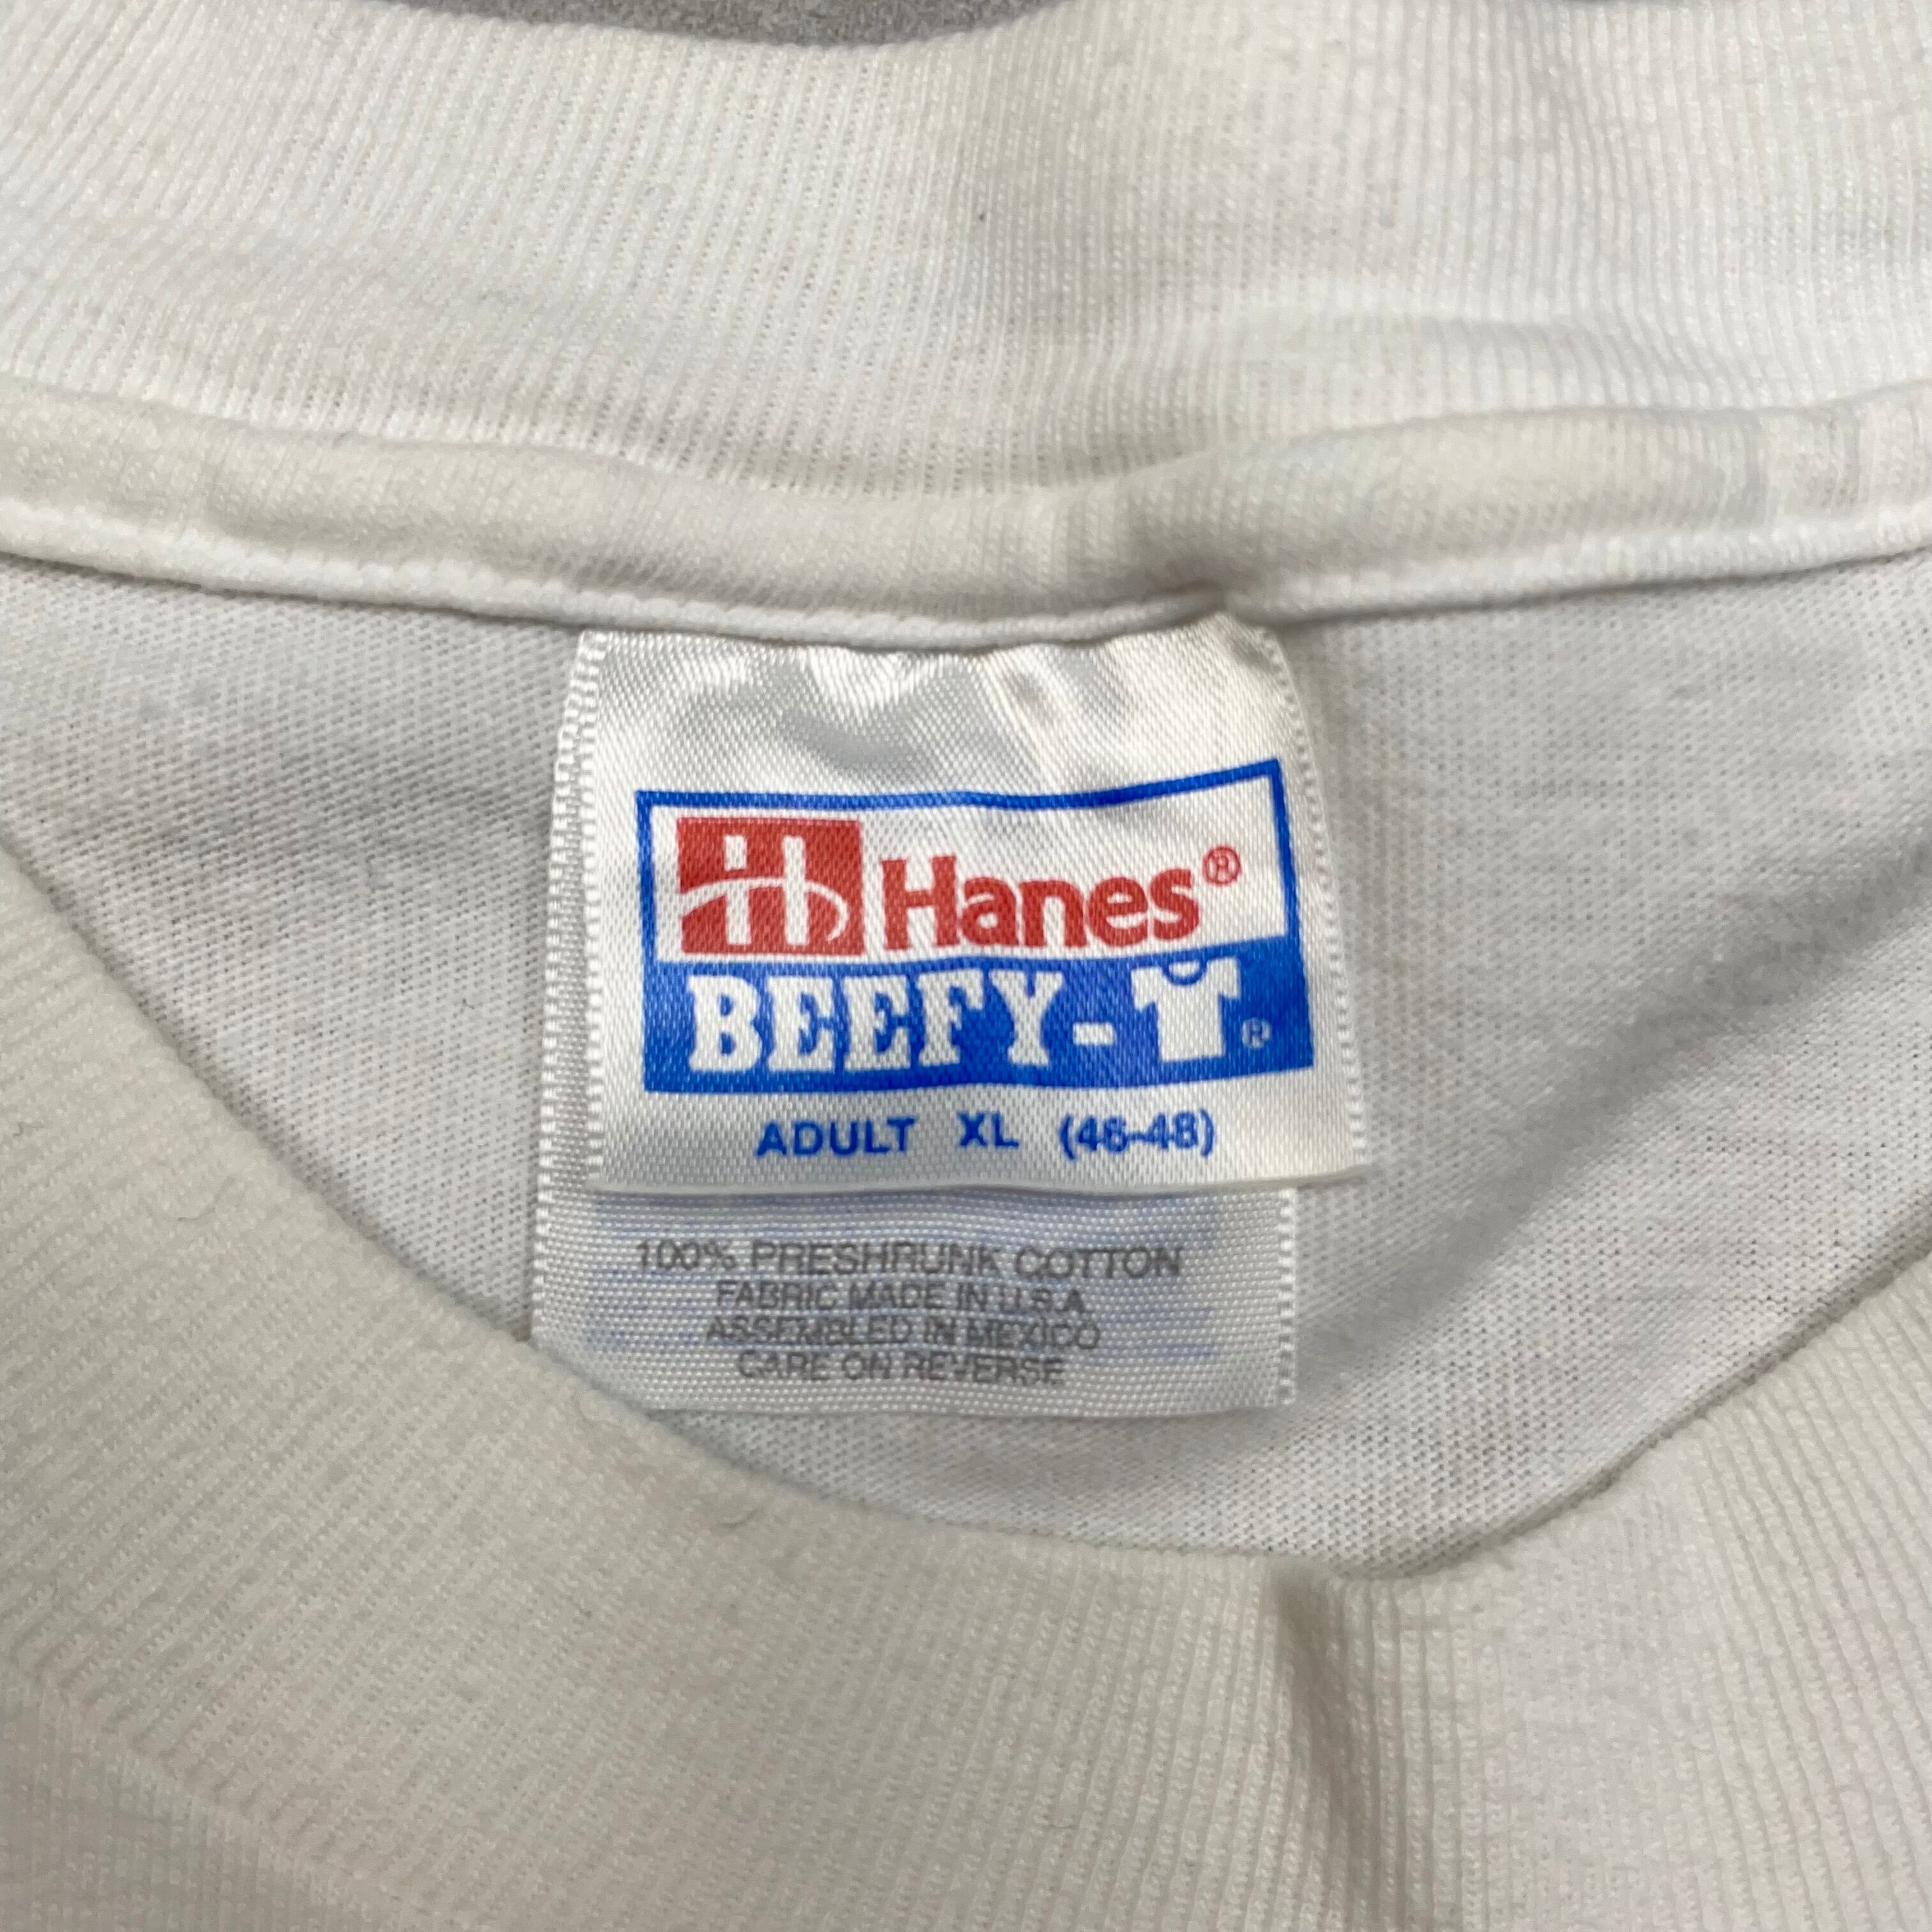 Hanes®
BEEFY-T®
ADULT XL (46-48)
100% PRESHRUNK COTTON
FABRIC MADE IN U.S.A.
ASSEMBLED IN MEXICO
CARE ON REVERSE